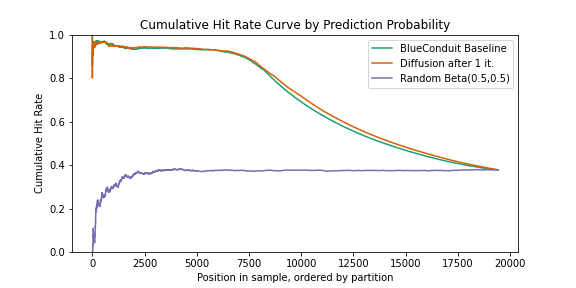 Cumulative Hit Rate Curve by Prediction Probability
1.0
0.8
0.6
0.4
0.2
0.0
Cumulative Hit Rate
BlueConduit Baseline
Diffusion after 1 it.
Random Beta(0.5,0.5)
0 2500 5000 7500 10000 12500 15000 17500 20000
Position in sample, ordered by partition